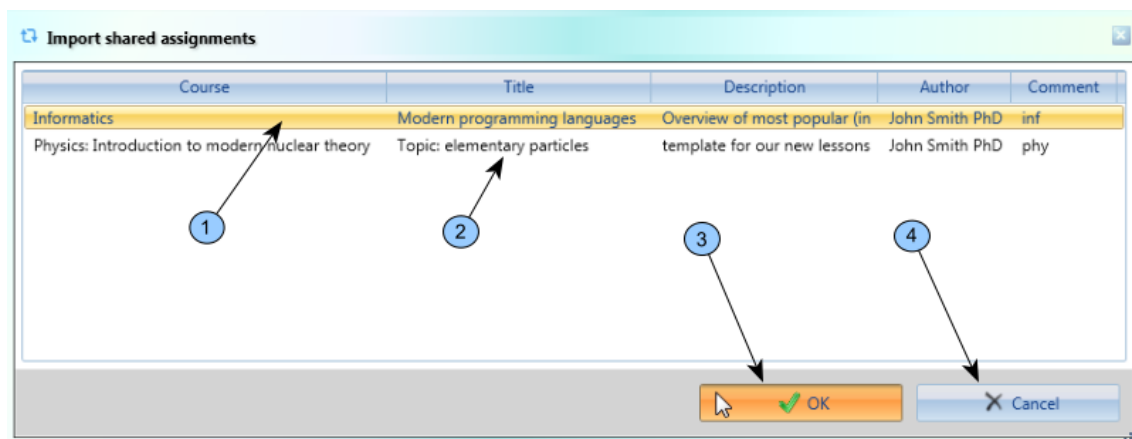 Import shared assignments
Course Title Description Author Comment
Informatics Modern programming languages Overview of most popular (in John Smith PhD inf
Physics: Introduction to modern nuclear theory Topic: elementary particles template for our new lessons John Smith PhD phy
1 2 3 4
OK Cancel